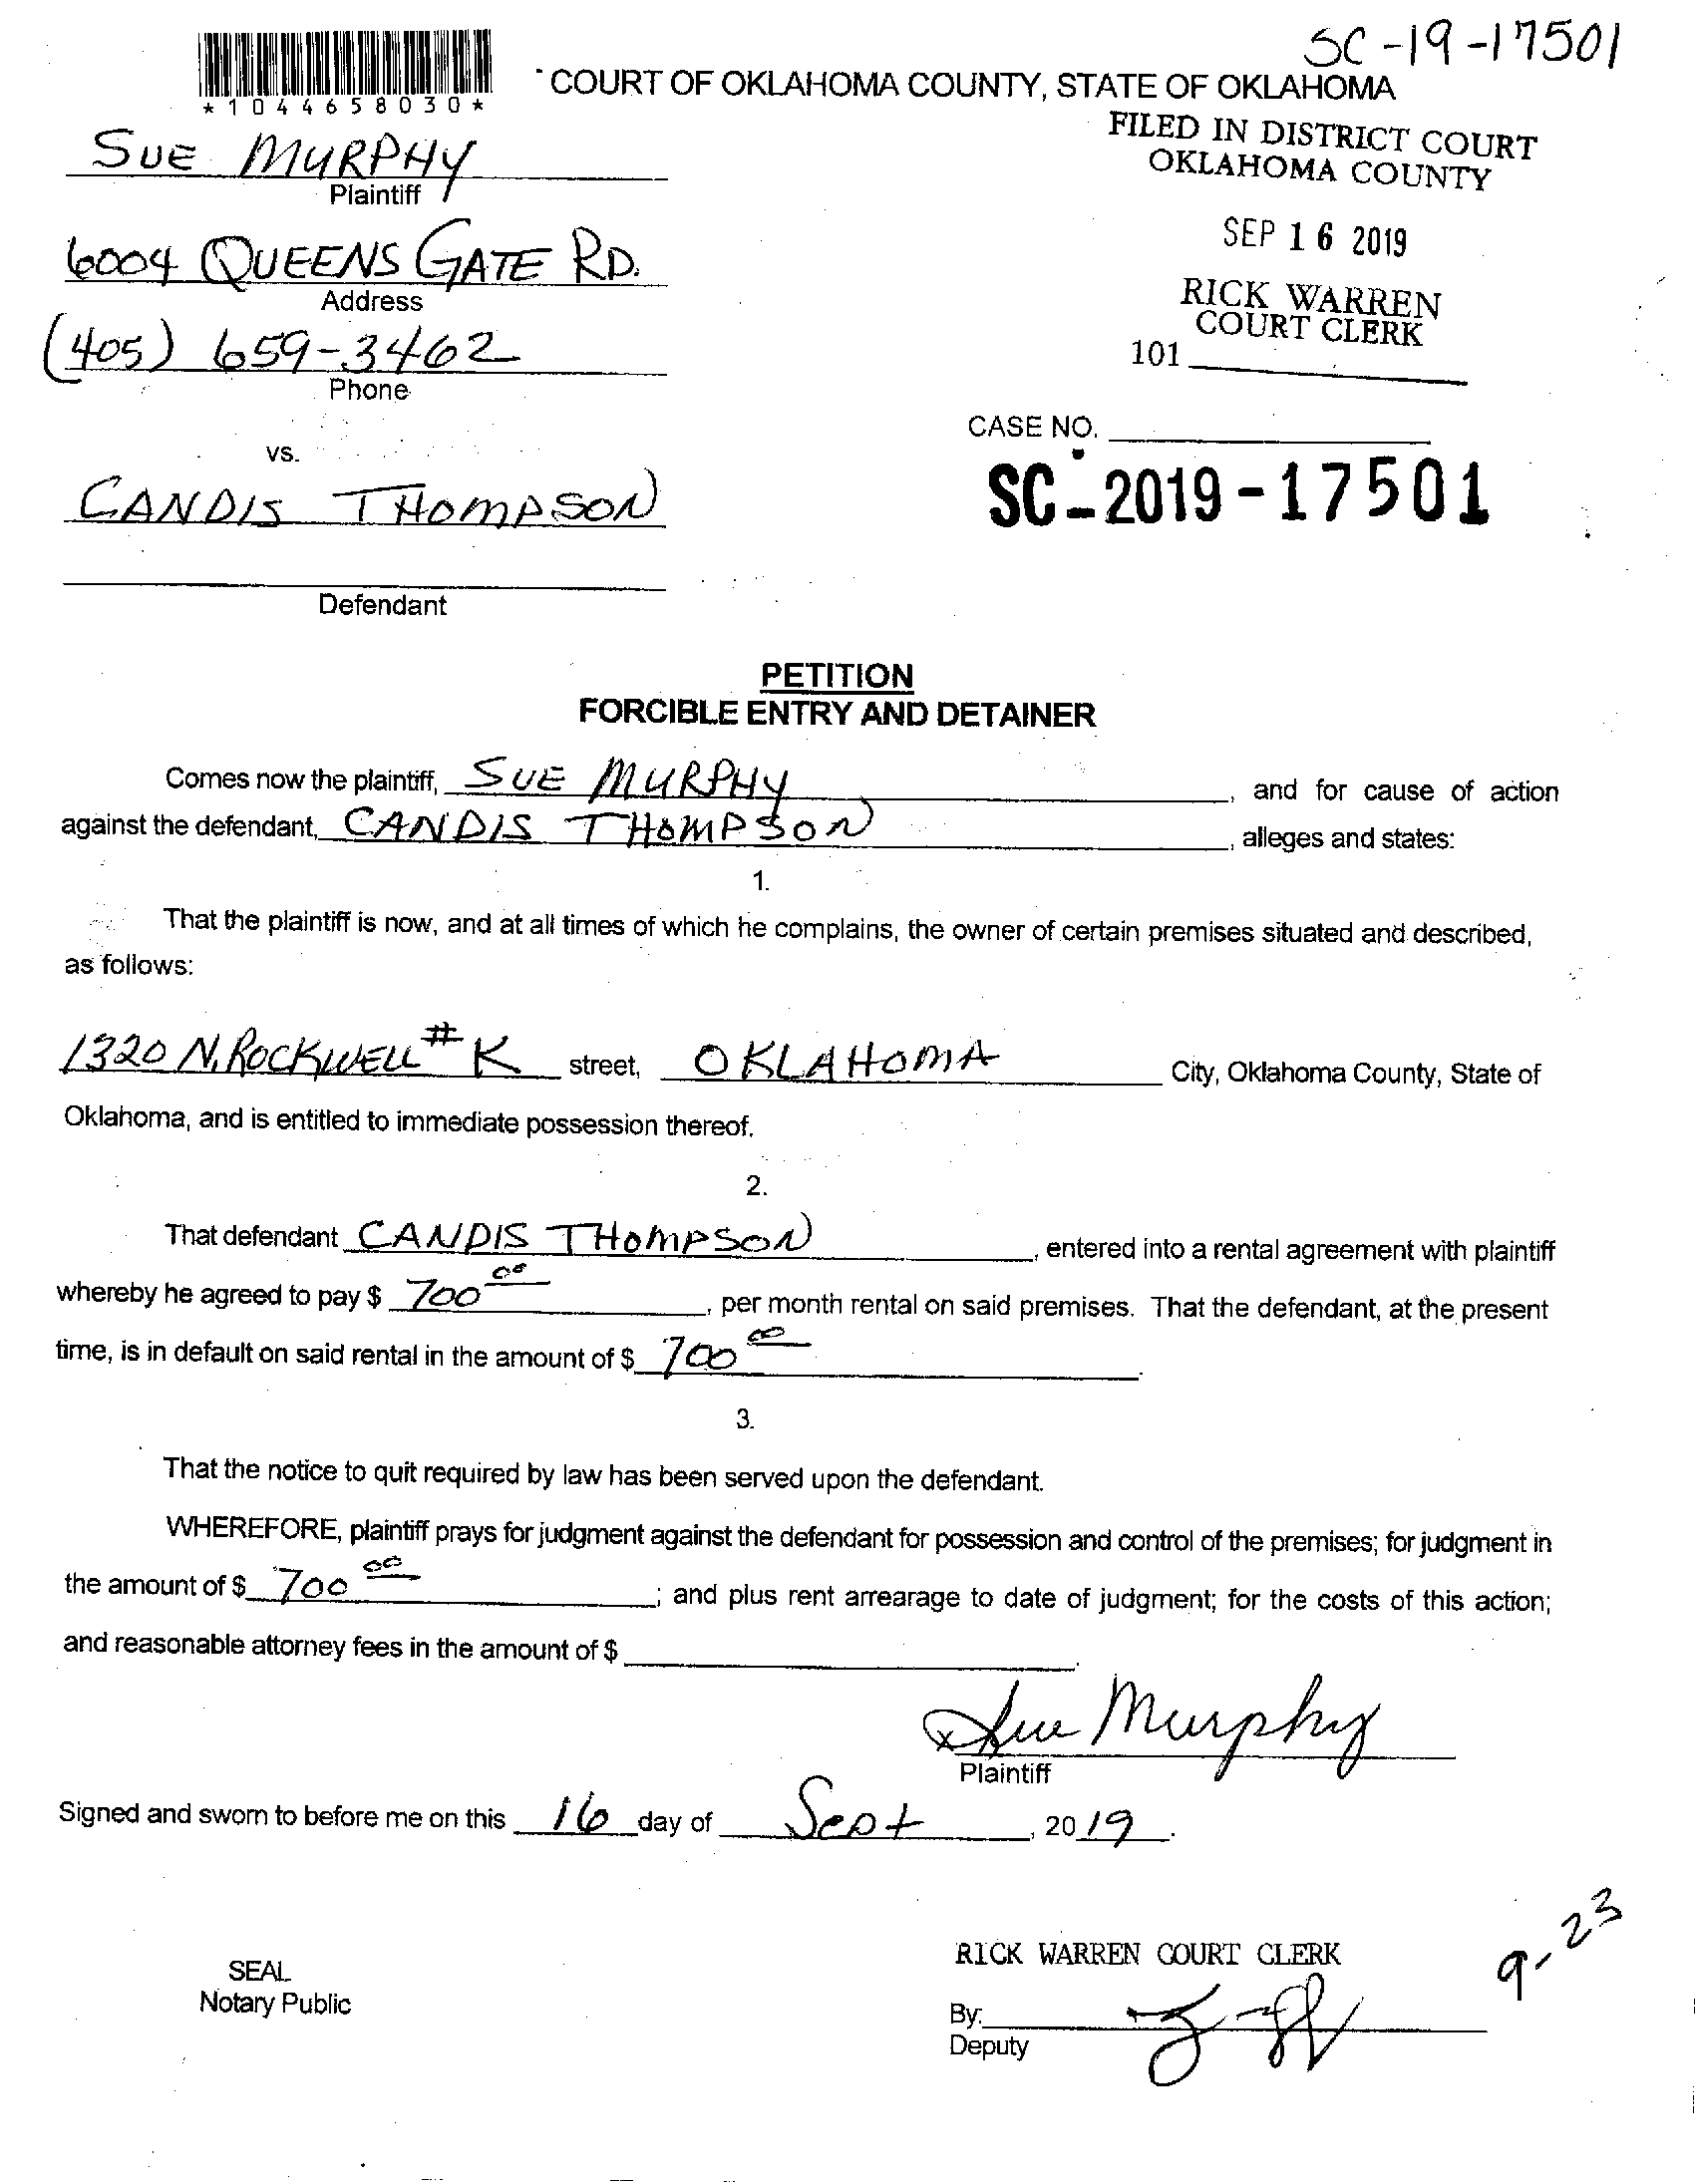 SC-19-17501
*1044658030*
COURT OF OKLAHOMA COUNTY, STATE OF OKLAHOMA
FILED IN DISTRICT COURT
OKLAHOMA COUNTY
SUE MURPHY
Plaintiff
SEP 16 2019
6004 QUEENS GATE RD.
Address
RICK WARREN
COURT CLERK
(405) 659-3462
101
Phone
CASE NO.
vs.
SC-2019-17501
CANDIS THOMPSON
Defendant
PETITION
FORCIBLE ENTRY AND DETAINER
Comes now the plaintiff, SUE MURPHY, and for cause of action
against the defendant, CANDIS THOMPSON, alleges and states:
1.
That the plaintiff is now, and at all times of which he complains, the owner of certain premises situated and described,
as follows:
1320 N. ROCKWELL # K street, OKLAHOMA City, Oklahoma County, State of
Oklahoma, and is entitled to immediate possession thereof.
2.
That defendant CANDIS THOMPSON, entered into a rental agreement with plaintiff
whereby he agreed to pay $ 700 00, per month rental on said premises. That the defendant, at the present
time, is in default on said rental in the amount of $ 700 00.
3.
That the notice to quit required by law has been served upon the defendant.
WHEREFORE, plaintiff prays for judgment against the defendant for possession and control of the premises; for judgment in
the amount of $ 700 00; and plus rent arrearage to date of judgment; for the costs of this action;
and reasonable attorney fees in the amount of $ .
x Sue Murphy
Plaintiff
Signed and sworn to before me on this 16 day of Sept, 2019.
9-23
RICK WARREN COURT CLERK
SEAL
Notary Public
By:
Deputy